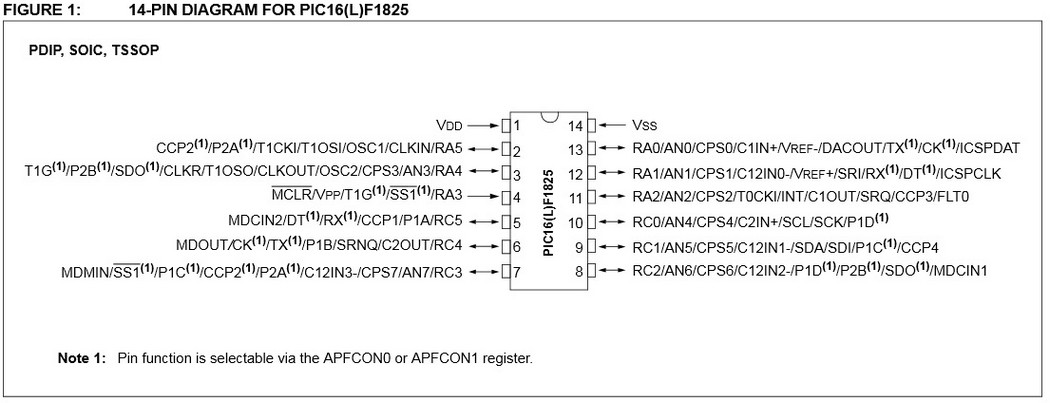 FIGURE 1: 14-PIN DIAGRAM FOR PIC16(L)F1825
PDIP, SOIC, TSSOP
VDD 1 14 VSS
CCP2(1)/P2A(1)/T1CKI/T1OSI/OSC1/CLKIN/RA5 2 13 RA0/AN0/CPS0/C1IN+/VREF-/DACOUT/TX(1)/CK(1)/ICSPDAT
T1G(1)/P2B(1)/SDO(1)/CLKR/T1OSO/CLKOUT/OSC2/CPS3/AN3/RA4 3 12 RA1/AN1/CPS1/C12IN0-/VREF+/SRI/RX(1)/DT(1)/ICSPCLK
MCLR/VPP/T1G(1)/SS1(1)/RA3 4 11 RA2/AN2/CPS2/T0CKI/INT/C1OUT/SRQ/CCP3/FLT0
MDCIN2/DT(1)/RX(1)/CCP1/P1A/RC5 5 10 RC0/AN4/CPS4/C2IN+/SCL/SCK/P1D(1)
MDOUT/CK(1)/TX(1)/P1B/SRNQ/C2OUT/RC4 6 9 RC1/AN5/CPS5/C12IN1-/SDA/SDI/P1C(1)/CCP4
MDMIN/SS1(1)/P1C(1)/CCP2(1)/P2A(1)/C12IN3-/CPS7/AN7/RC3 7 8 RC2/AN6/CPS6/C12IN2-/P1D(1)/P2B(1)/SDO(1)/MDCIN1
PIC16(L)F1825
Note 1: Pin function is selectable via the APFCON0 or APFCON1 register.